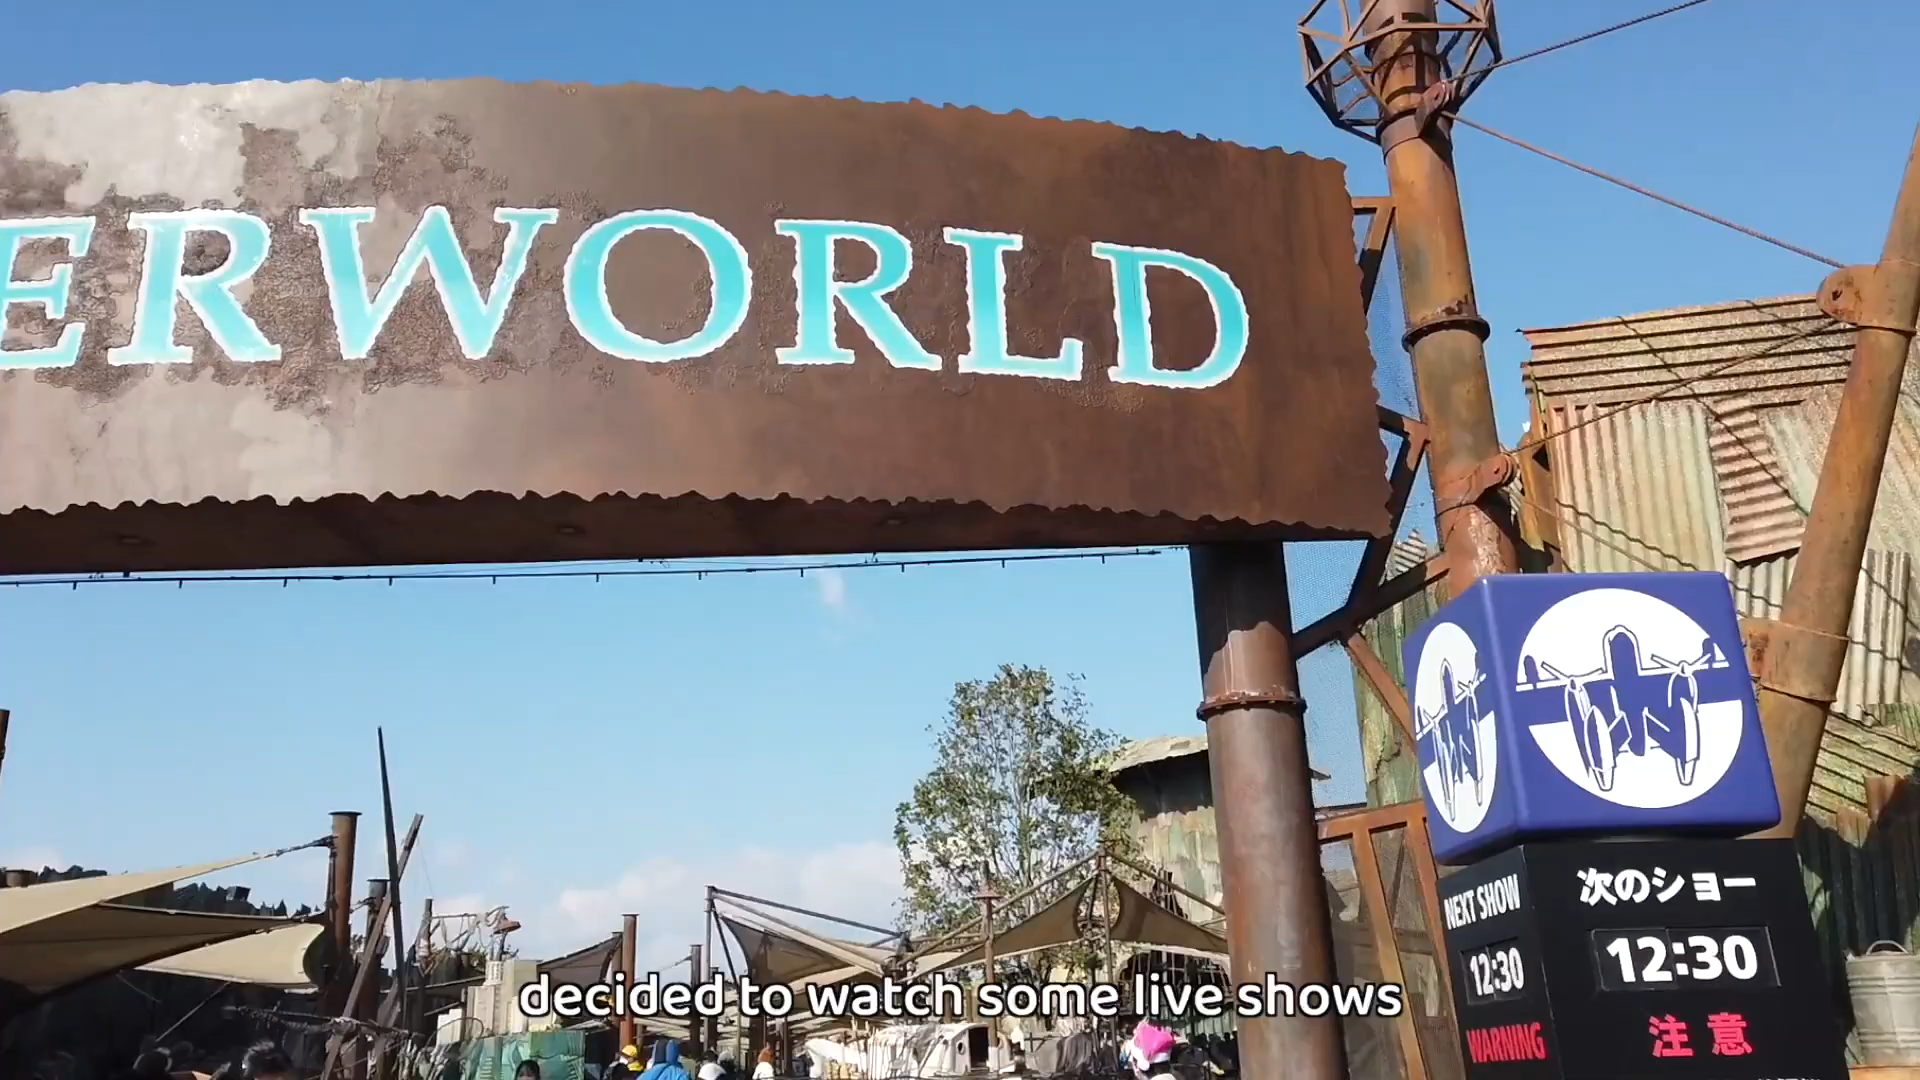 ERWORLD
NEXT SHOW
12:30
WARNING
次のショー
12:30
注意
decided to watch some live shows